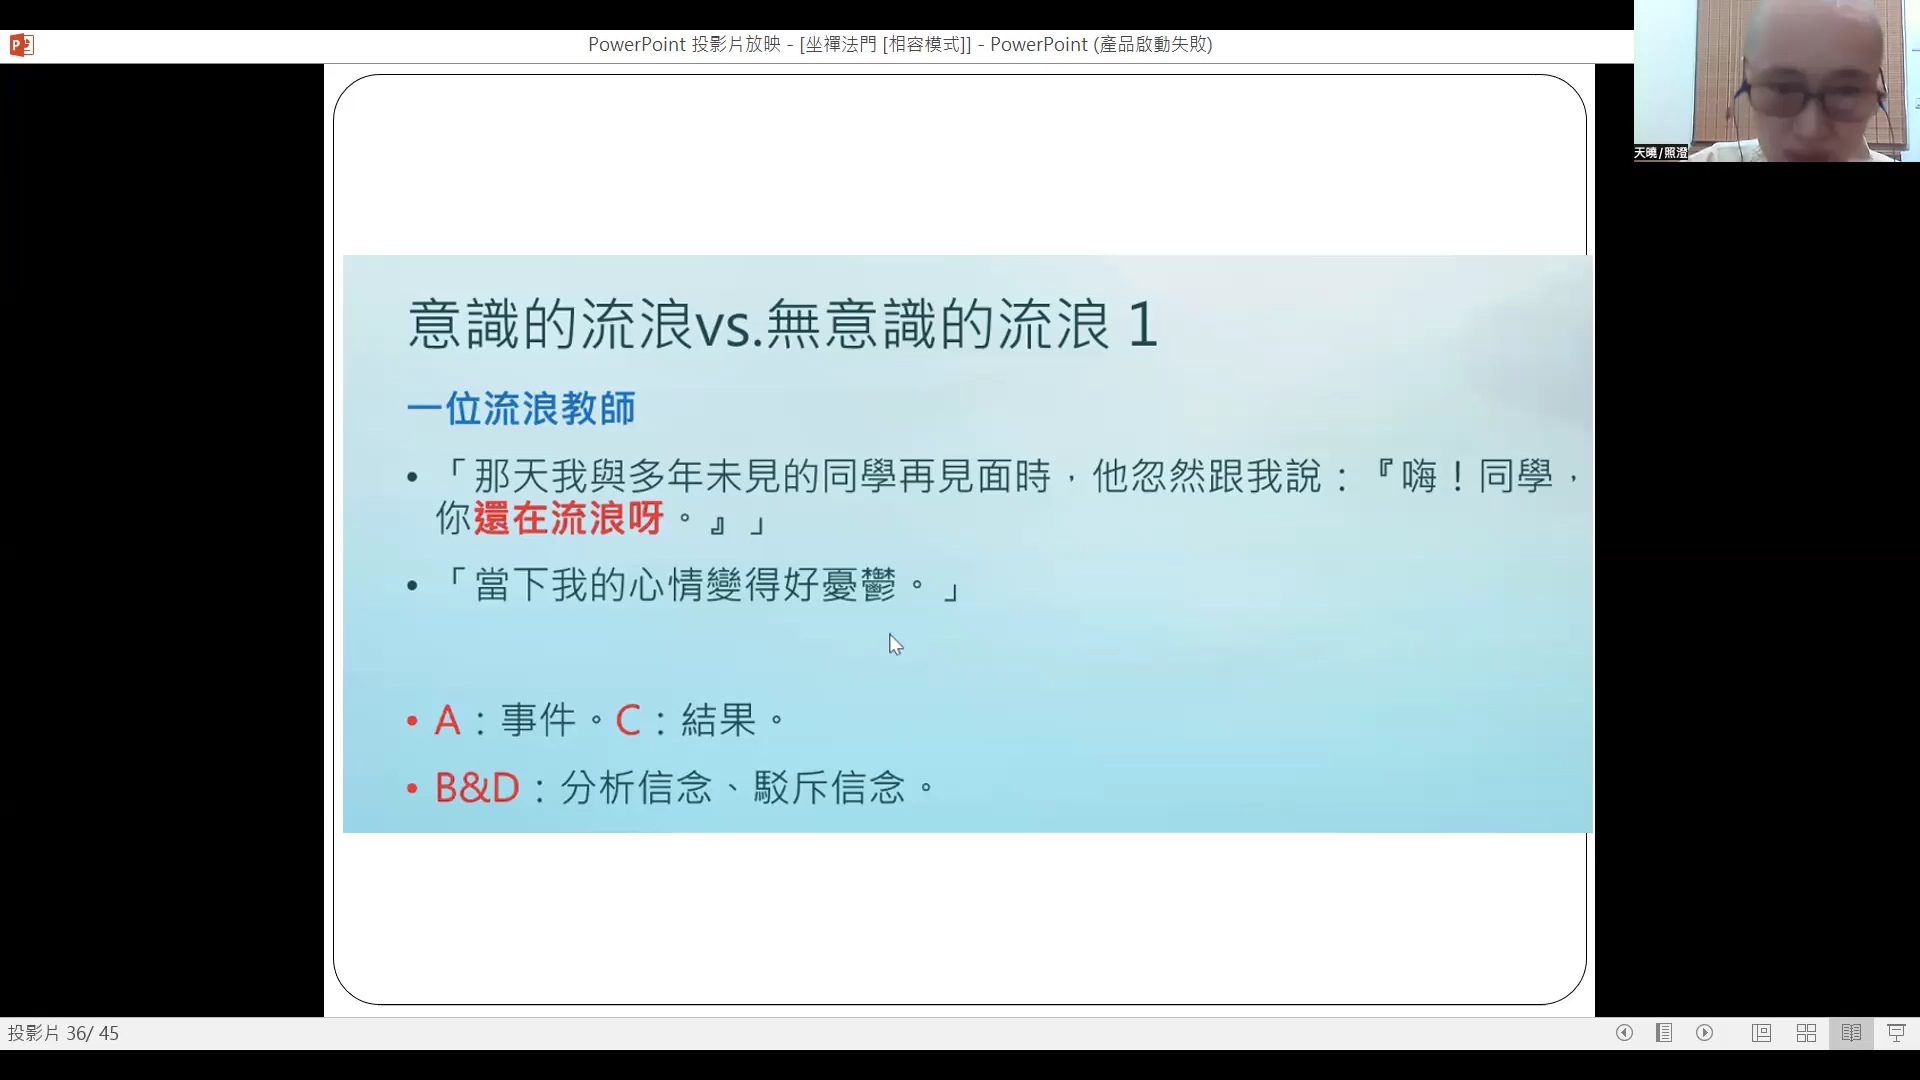 PowerPoint 投影片放映 - [坐禪法門 [相容模式]] - PowerPoint (產品啟動失敗)
天曉/照澄
意識的流浪vs.無意識的流浪 1
一位流浪教師
• 「那天我與多年未見的同學再見面時，他忽然跟我說：『嗨！同學，
你還在流浪呀。』」
• 「當下我的心情變得好憂鬱。」
• A：事件。C：結果。
• B&D：分析信念、駁斥信念。
投影片 36/ 45